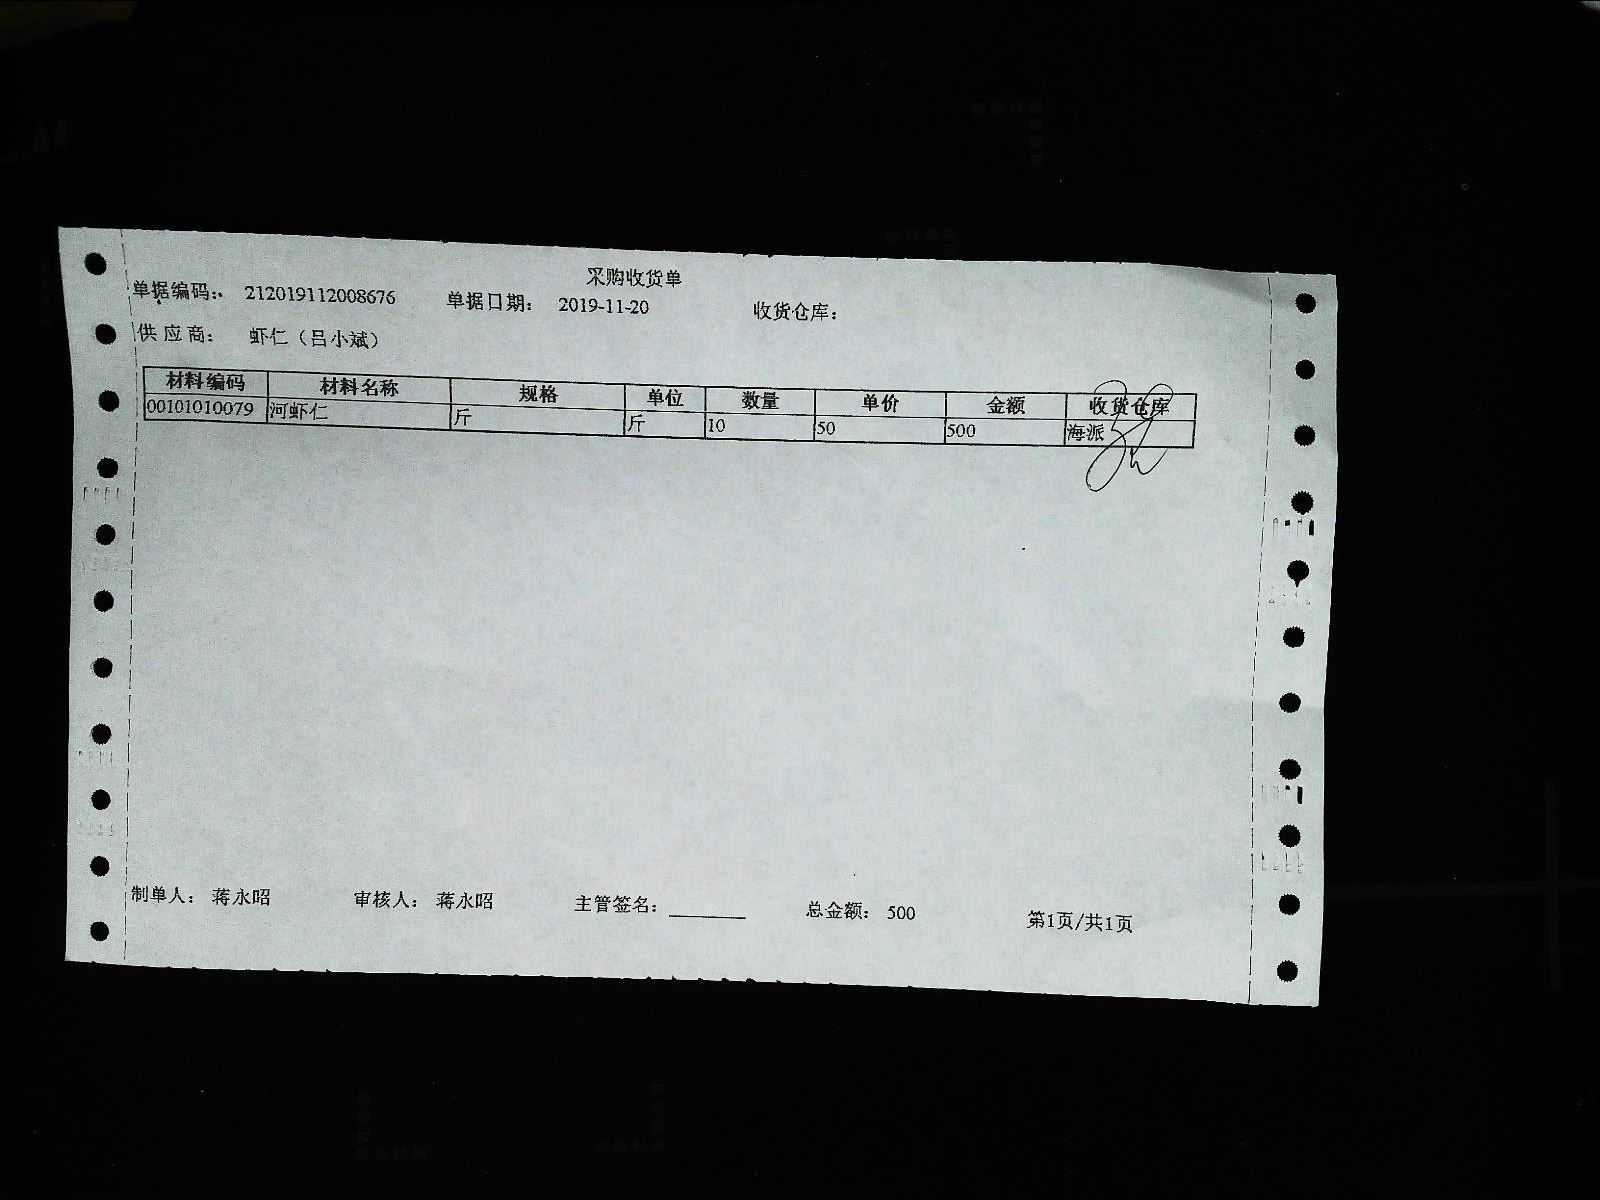 采购收货单
单据编码: 212019112008676 单据日期: 2019-11-20 收货仓库:
供应商: 虾仁（吕小斌）
材料编码 材料名称 规格 单位 数量 单价 金额 收货仓库
00101010079 河虾仁 斤 斤 10 50 500 海派
制单人: 蒋永昭 审核人: 蒋永昭 主管签名: ________ 总金额: 500 第1页/共1页